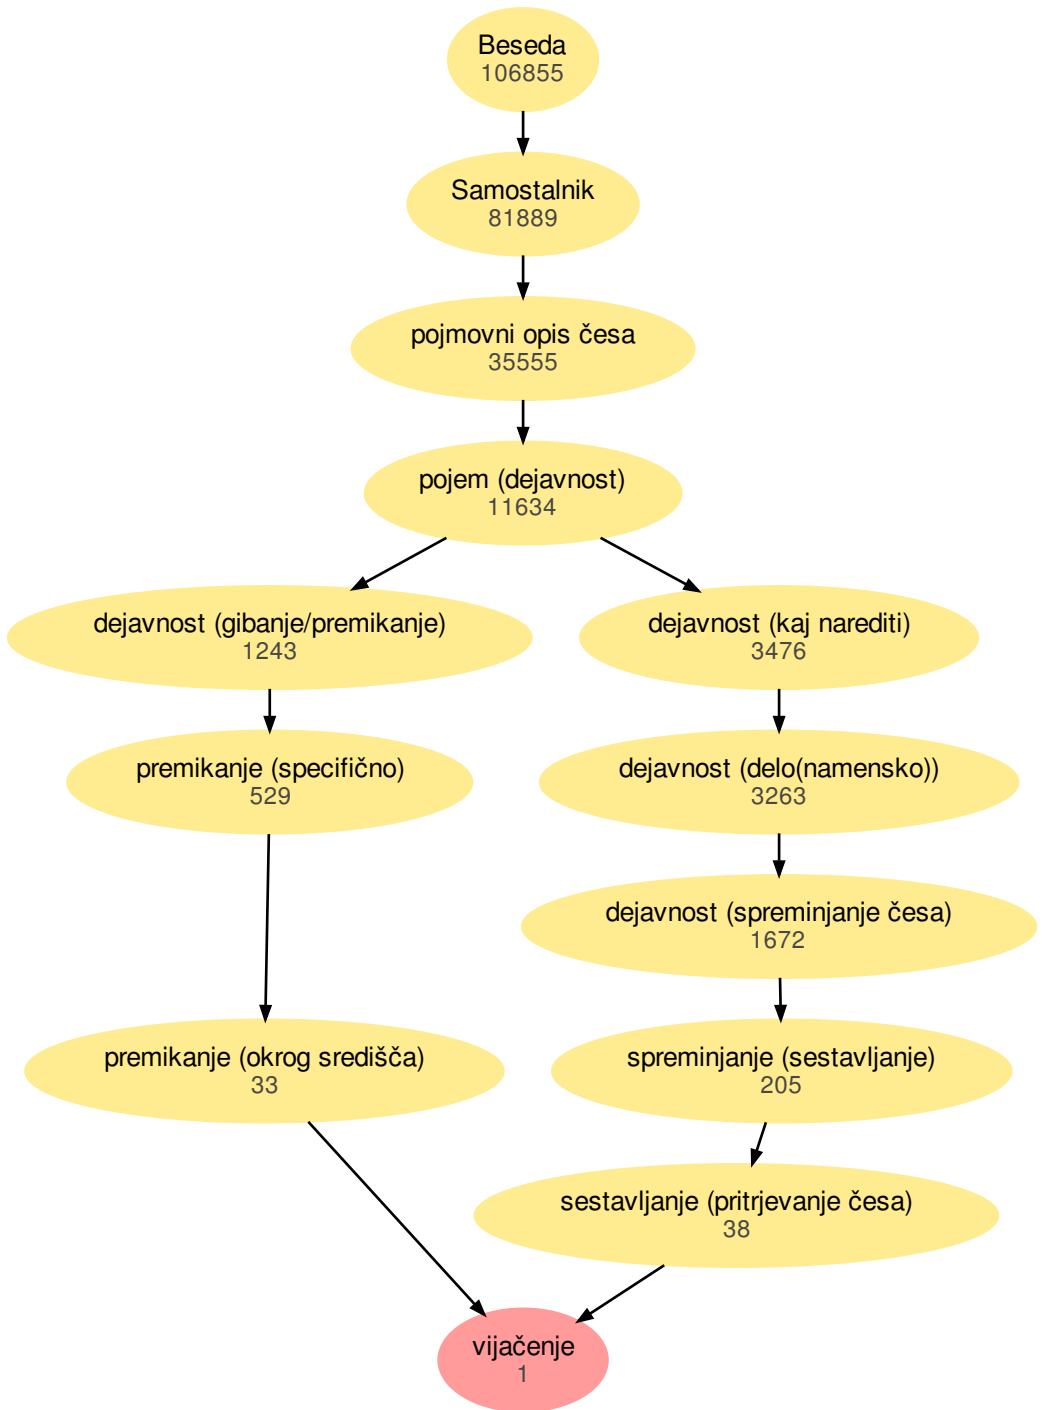 Beseda
106855
Samostalnik
81889
pojmovni opis česa
35555
pojem (dejavnost)
11634
dejavnost (gibanje/premikanje)
1243
dejavnost (kaj narediti)
3476
premikanje (specifično)
529
dejavnost (delo(namensko))
3263
dejavnost (spreminjanje česa)
1672
premikanje (okrog središča)
33
spreminjanje (sestavljanje)
205
sestavljanje (pritrjevanje česa)
38
vijačenje
1